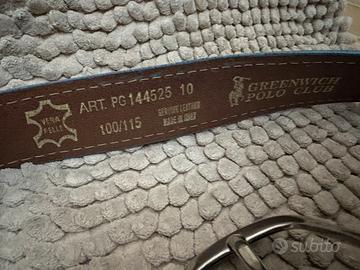 VERA
PELLE
ART. PG144525 10
100/115
GENUINE LEATHER
MADE IN ITALY
GREENWICH
POLO CLUB
subito